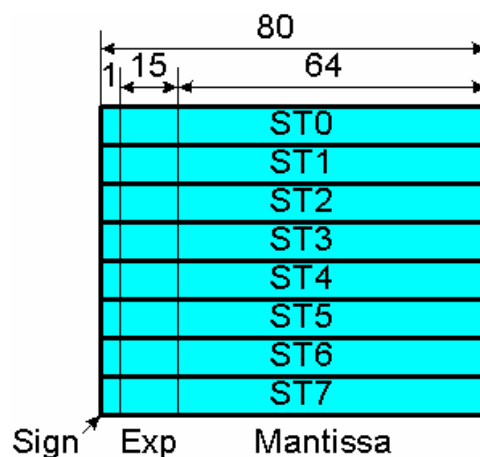 80
1 15 64
ST0
ST1
ST2
ST3
ST4
ST5
ST6
ST7
Sign Exp Mantissa